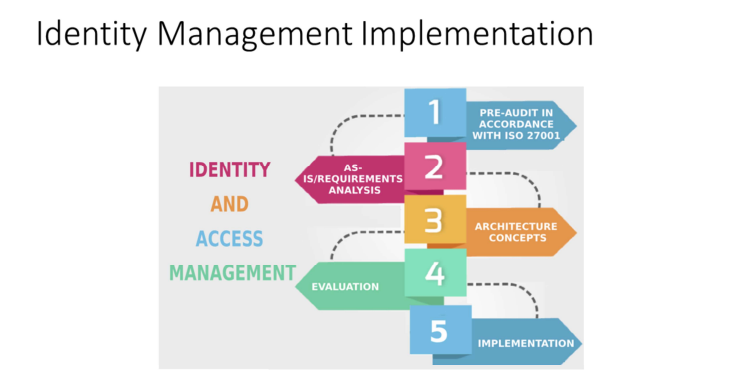 Identity Management Implementation
IDENTITY
AND
ACCESS
MANAGEMENT
1
PRE-AUDIT IN
ACCORDANCE
WITH ISO 27001
2
AS-
IS/REQUIREMENTS
ANALYSIS
3
ARCHITECTURE
CONCEPTS
4
EVALUATION
5
IMPLEMENTATION